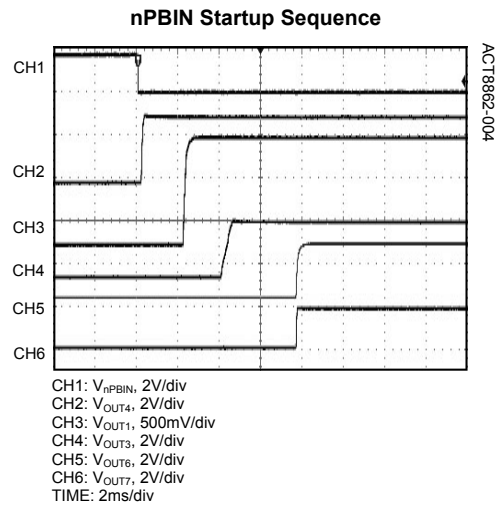 nPBIN Startup Sequence
CH1
CH2
CH3
CH4
CH5
CH6
ACT8862-004
CH1: VnPBIN, 2V/div
CH2: VOUT4, 2V/div
CH3: VOUT1, 500mV/div
CH4: VOUT3, 2V/div
CH5: VOUT6, 2V/div
CH6: VOUT7, 2V/div
TIME: 2ms/div